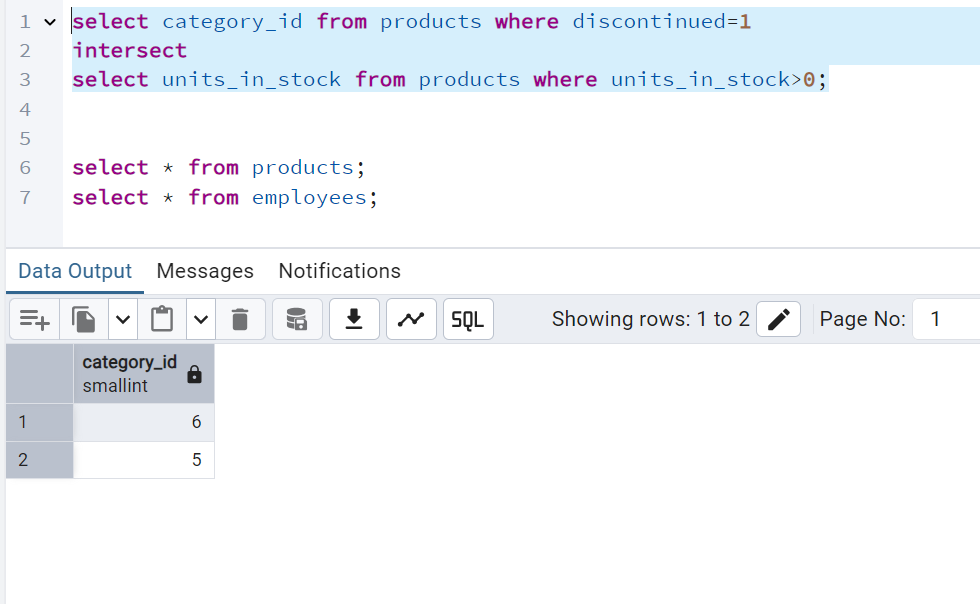 1 select category_id from products where discontinued=1
2 intersect
3 select units_in_stock from products where units_in_stock>0;
4
5
6 select * from products;
7 select * from employees;
Data Output Messages Notifications
SQL Showing rows: 1 to 2 Page No: 1
category_id
smallint
1 6
2 5